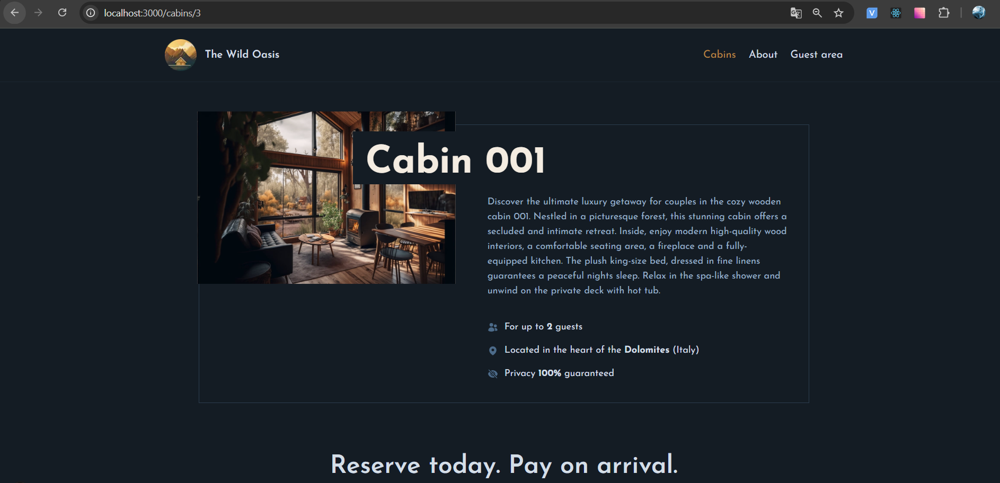 localhost:3000/cabins/3
The Wild Oasis
Cabins
About
Guest area
Cabin 001
Discover the ultimate luxury getaway for couples in the cozy wooden
cabin 001. Nestled in a picturesque forest, this stunning cabin offers a
secluded and intimate retreat. Inside, enjoy modern high-quality wood
interiors, a comfortable seating area, a fireplace and a fully-
equipped kitchen. The plush king-size bed, dressed in fine linens
guarantees a peaceful nights sleep. Relax in the spa-like shower and
unwind on the private deck with hot tub.
For up to 2 guests
Located in the heart of the Dolomites (Italy)
Privacy 100% guaranteed
Reserve today. Pay on arrival.